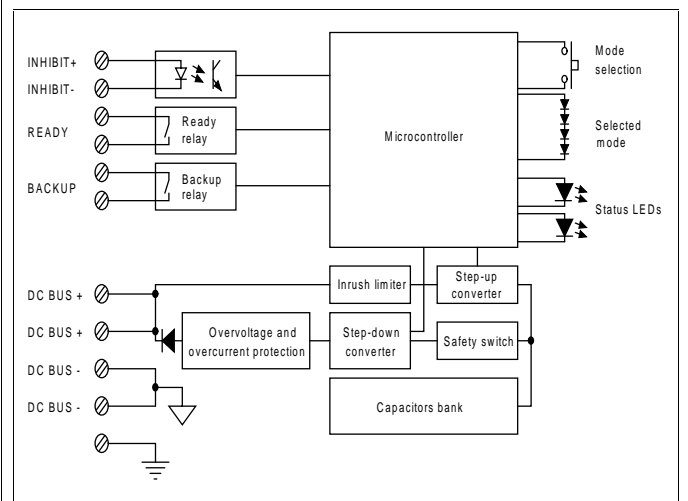 INHIBIT+
INHIBIT-
READY
BACKUP
Ready
relay
Backup
relay
Microcontroller
Mode
selection
Selected
mode
Status LEDs
DC BUS +
DC BUS +
DC BUS -
DC BUS -
Inrush limiter
Step-up
converter
Overvoltage and
overcurrent protection
Step-down
converter
Safety switch
Capacitors bank